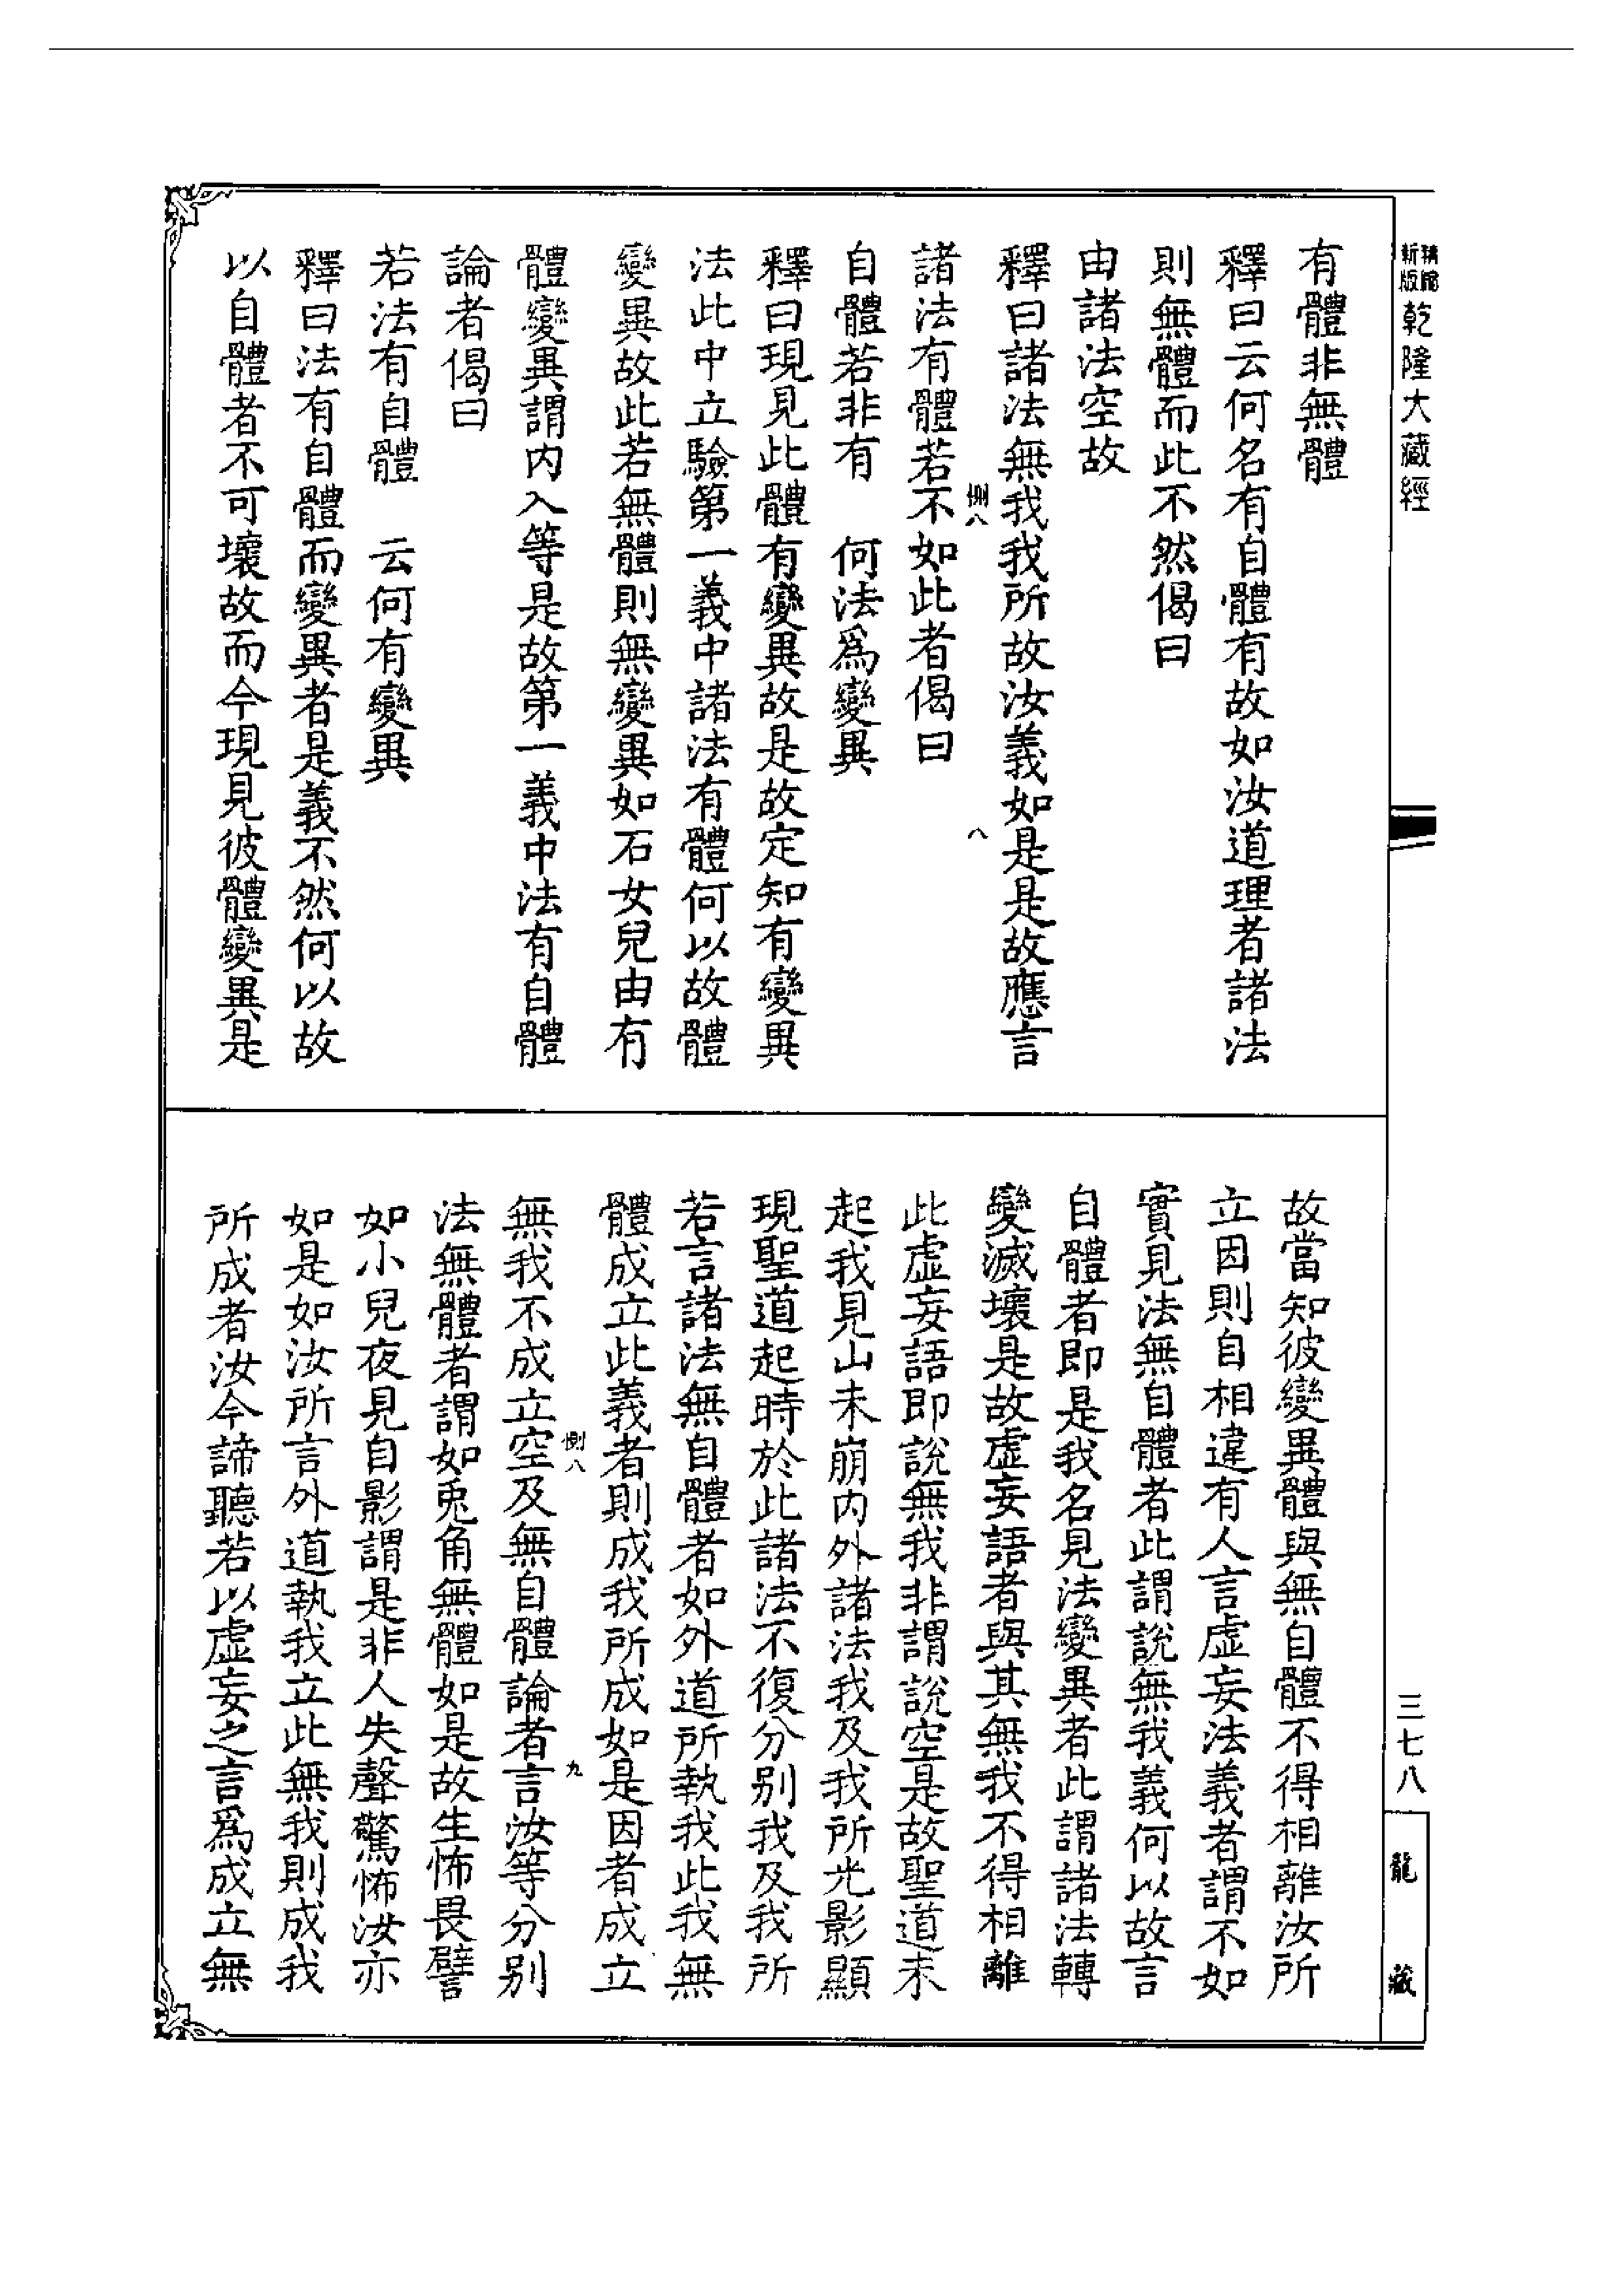 精縮新版乾隆大藏經
有體非無體
釋曰云何名有自體有故如汝道理者諸法
則無體而此不然偈曰
由諸法空故
釋曰諸法無我我所故汝義如是是故應言
惻八
八
諸法有體若不如此者偈曰
自體若非有　何法爲變異
釋曰現見此體有變異故是故定知有變異
法此中立驗第一義中諸法有體何以故體
變異故此若無體則無變異如石女兒由有
體變異謂内入等是故第一義中法有自體
論者偈曰
若法有自體　云何有變異
釋曰法有自體而變異者是義不然何以故
以自體者不可壞故而今現見彼體變異是
故當知彼變異體與無自體不得相離汝所
立因則自相違有人言虛妄法義者謂不如
實見法無自體者此謂說無我義何以故言
自體者即是我名見法變異者此謂諸法轉
變滅壞是故虛妄語者與其無我不得相離
此虛妄語即說無我非謂說空是故聖道未
起我見山未崩内外諸法我及我所光影顯
現聖道起時於此諸法不復分別我及我所
若言諸法無自體者如外道所執我此我無
體成立此義者則成我所成如是因者成立
惻八
九
無我不成立空及無自體論者言汝等分別
法無體者謂如兎角無體如是故生怖畏譬
如小兒夜見自影謂是非人失聲驚怖汝亦
如是如汝所言外道執我立此無我則成我
所成者汝今諦聽若以虛妄之言爲成立無
三七八
龍藏